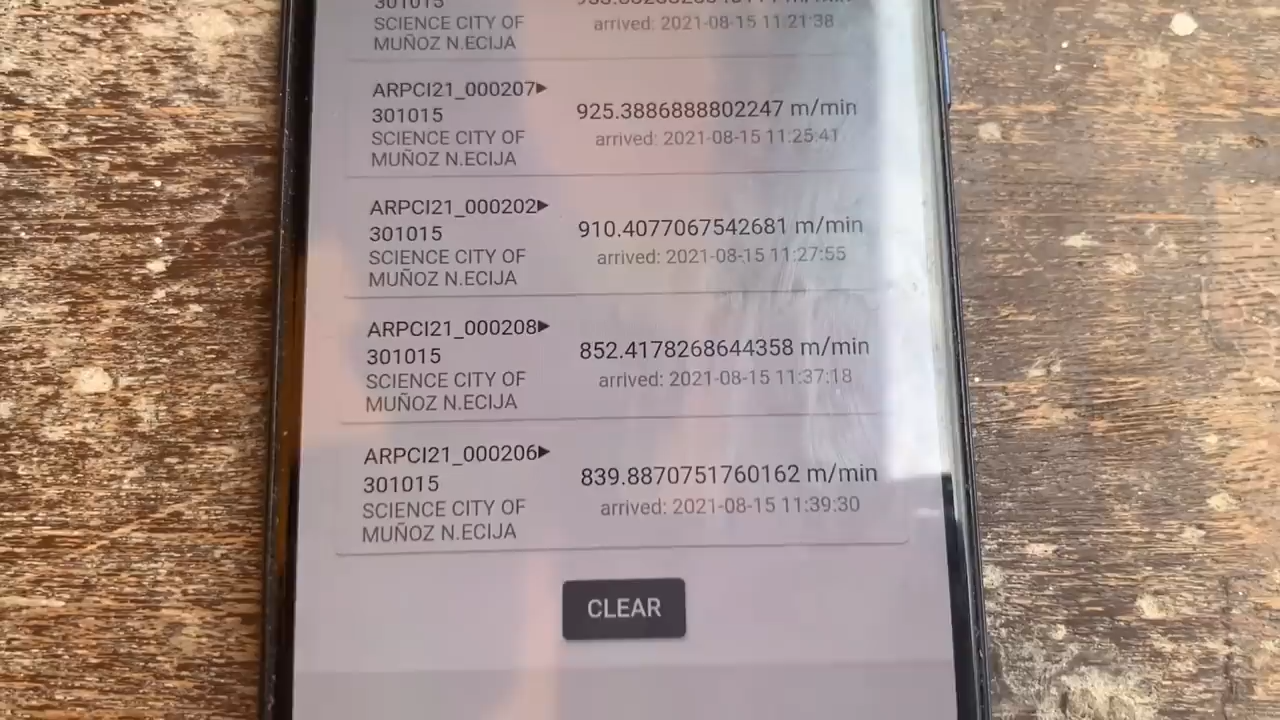 301015
SCIENCE CITY OF
MUÑOZ N.ECIJA
arrived: 2021-08-15 11:21:38
ARPCI21_000207▶
301015
SCIENCE CITY OF
MUÑOZ N.ECIJA
925.3886888802247 m/min
arrived: 2021-08-15 11:25:41
ARPCI21_000202▶
301015
SCIENCE CITY OF
MUÑOZ N.ECIJA
910.4077067542681 m/min
arrived: 2021-08-15 11:27:55
ARPCI21_000208▶
301015
SCIENCE CITY OF
MUÑOZ N.ECIJA
852.4178268644358 m/min
arrived: 2021-08-15 11:37:18
ARPCI21_000206▶
301015
SCIENCE CITY OF
MUÑOZ N.ECIJA
839.8870751760162 m/min
arrived: 2021-08-15 11:39:30
CLEAR